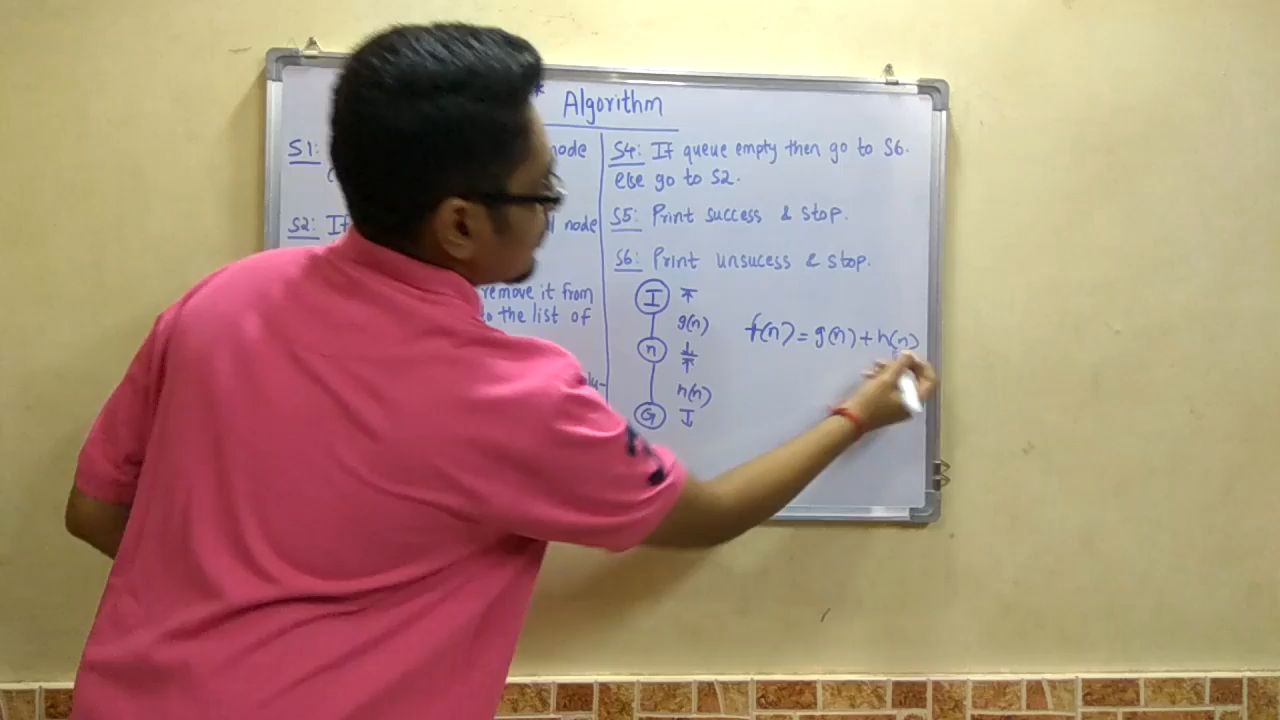 * Algorithm
S1: node
S2: If node
remove it from
to the list of
S4: If queue empty then go to S6.
else go to S2.
S5: Print success & stop.
S6: Print unsucess & stop.
I
g(n)
n
h(n)
G
f(n) = g(n) + h(n)